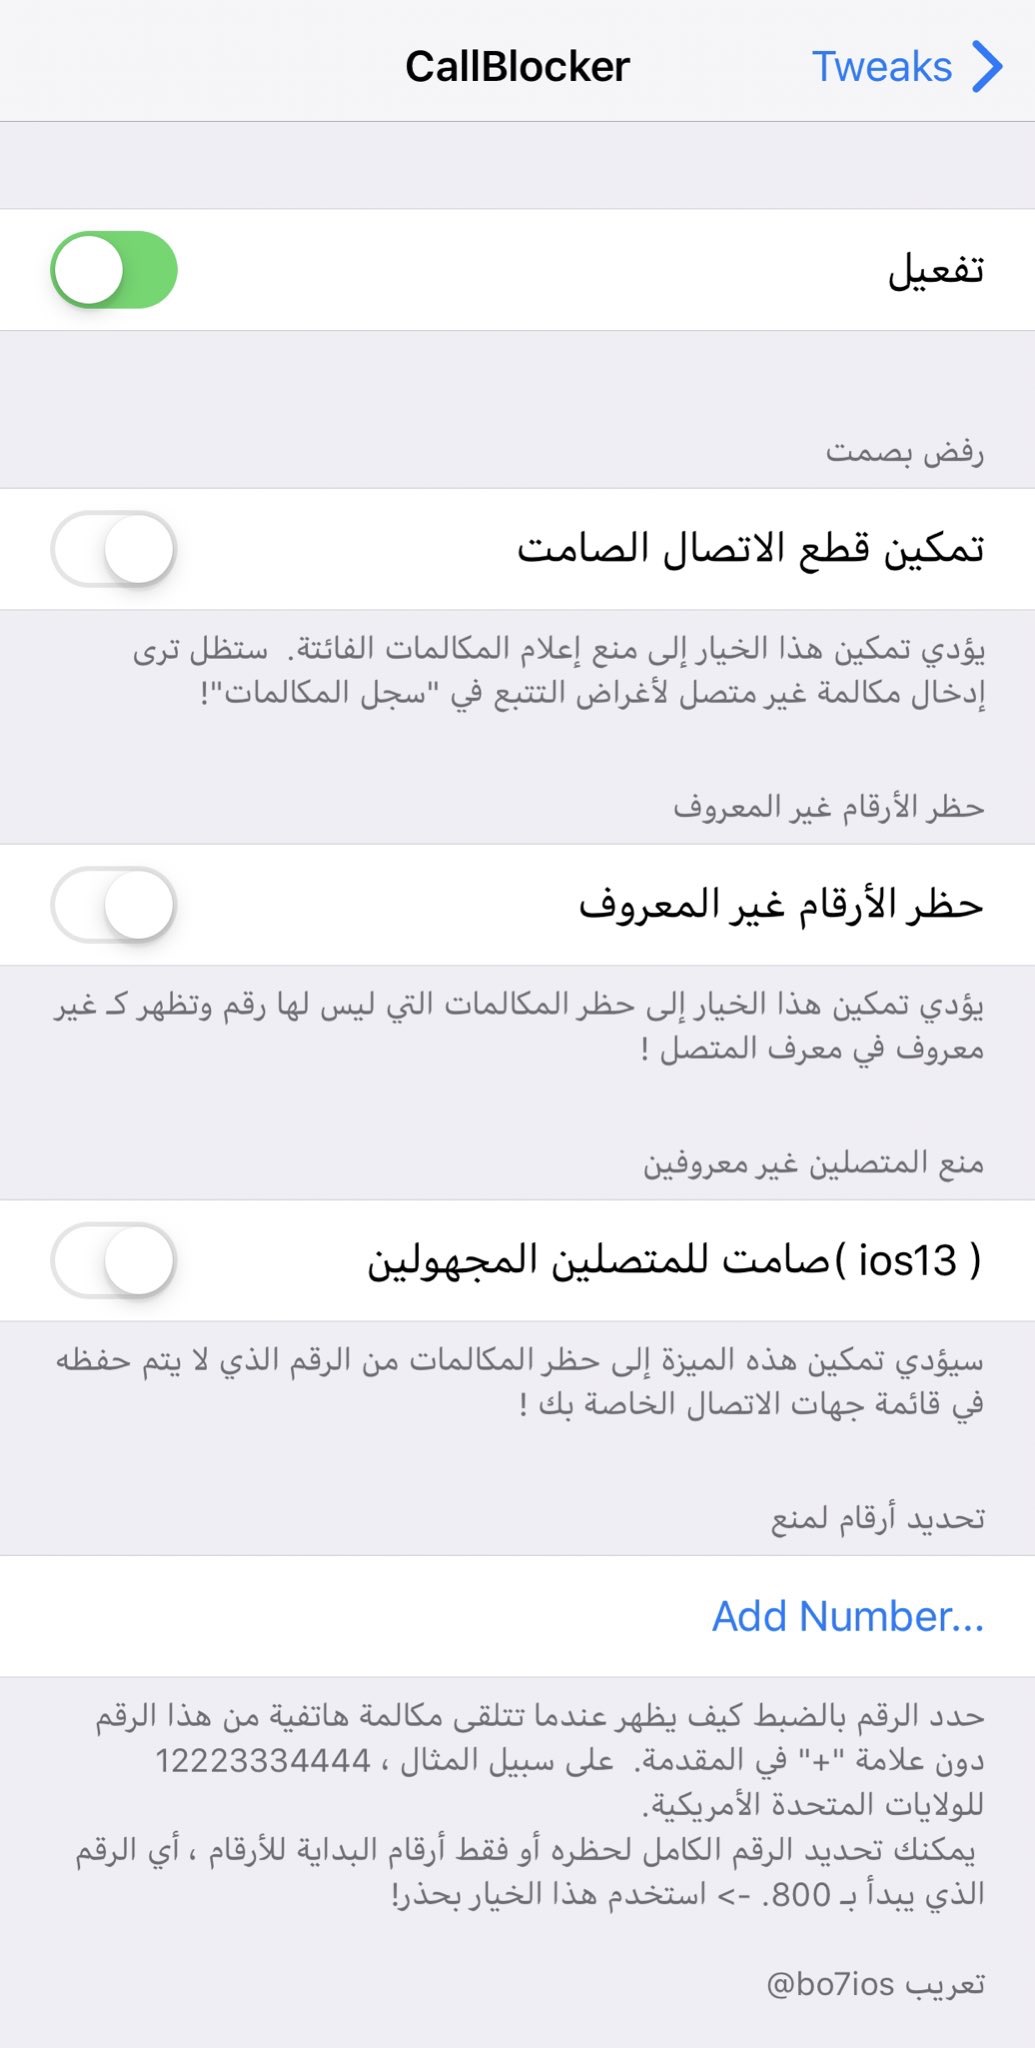 CallBlocker
Tweaks
تفعيل
رفض بصمت
تمكين قطع الاتصال الصامت
يؤدي تمكين هذا الخيار إلى منع إعلام المكالمات الفائتة. ستظل ترى
إدخال مكالمة غير متصل لأغراض التتبع في "سجل المكالمات"!
حظر الأرقام غير المعروف
حظر الأرقام غير المعروف
يؤدي تمكين هذا الخيار إلى حظر المكالمات التي ليس لها رقم وتظهر كـ غير
معروف في معرف المتصل !
منع المتصلين غير معروفين
( ios13 )صامت للمتصلين المجهولين
سيؤدي تمكين هذه الميزة إلى حظر المكالمات من الرقم الذي لا يتم حفظه
في قائمة جهات الاتصال الخاصة بك !
تحديد أرقام لمنع
Add Number...
حدد الرقم بالضبط كيف يظهر عندما تتلقى مكالمة هاتفية من هذا الرقم
دون علامة "+" في المقدمة. على سبيل المثال ، 12223334444
للولايات المتحدة الأمريكية.
يمكنك تحديد الرقم الكامل لحظره أو فقط أرقام البداية للأرقام ، أي الرقم
الذي يبدأ بـ 800. -> استخدم هذا الخيار بحذر!
تعريب @bo7ios